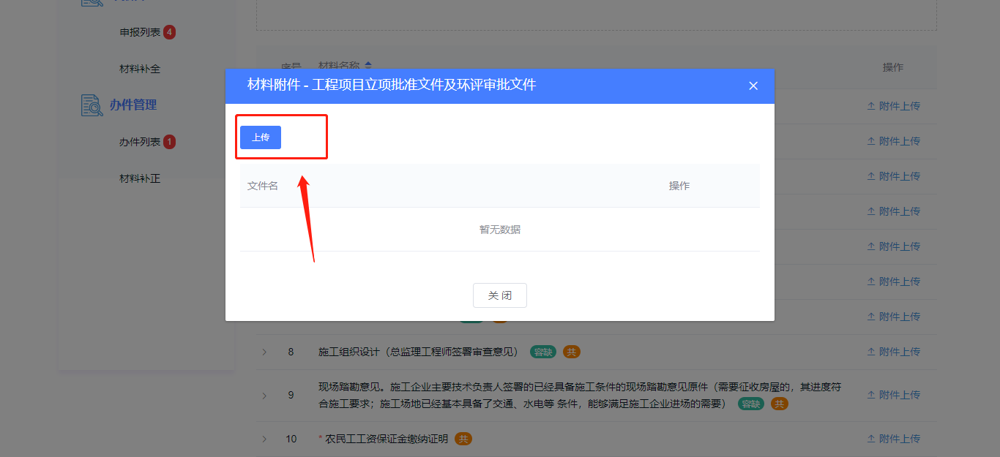 申报列表 4
材料补全
办件管理
办件列表 1
材料补正
序号 材料名称 操作
材料附件 - 工程项目立项批准文件及环评审批文件
上传
文件名 操作
暂无数据
关 闭
附件上传
附件上传
附件上传
附件上传
附件上传
附件上传
附件上传
8 施工组织设计（总监理工程师签署审查意见） 容缺 共 附件上传
9 现场踏勘意见。施工企业主要技术负责人签署的已经具备施工条件的现场踏勘意见原件（需要征收房屋的，其进度符
合施工要求；施工场地已经基本具备了交通、水电等 条件，能够满足施工企业进场的需要） 容缺 共 附件上传
10 * 农民工工资保证金缴纳证明 共 附件上传